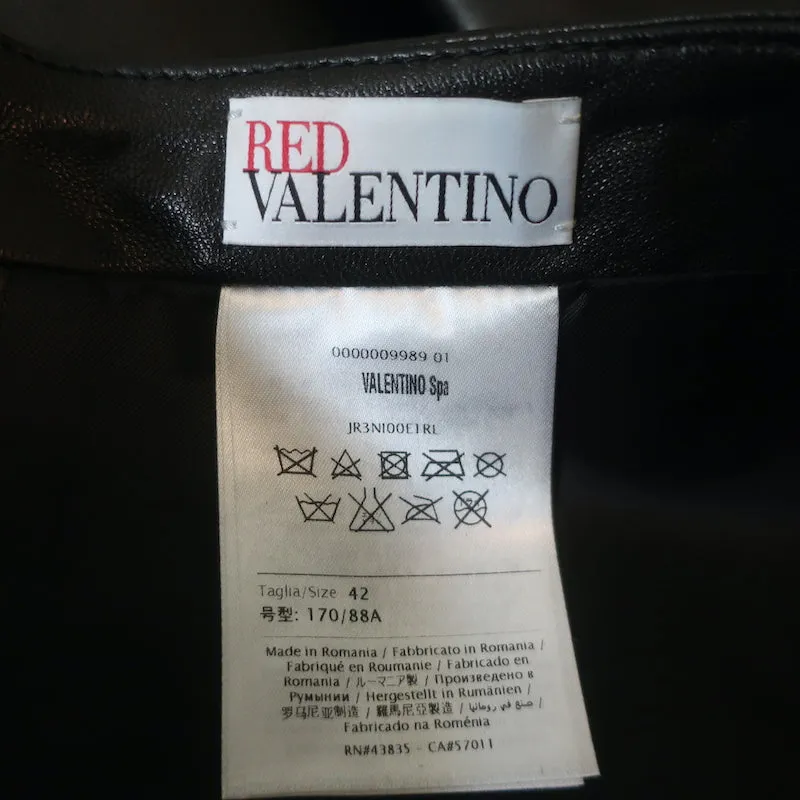 RED
VALENTINO
0000009989 01
VALENTINO Spa
JR3NI00E1RL
Taglia/Size 42
号型: 170/88A
Made in Romania / Fabbricato in Romania /
Fabriqué en Roumanie / Fabricado en
Romania / ルーマニア製 / Произведено в
Румынии / Hergestellt in Rumänien /
罗马尼亚制造 / 羅馬尼亞製造 / صنع في رومانيا /
Fabricado na Roménia
RN#43835 - CA#57011